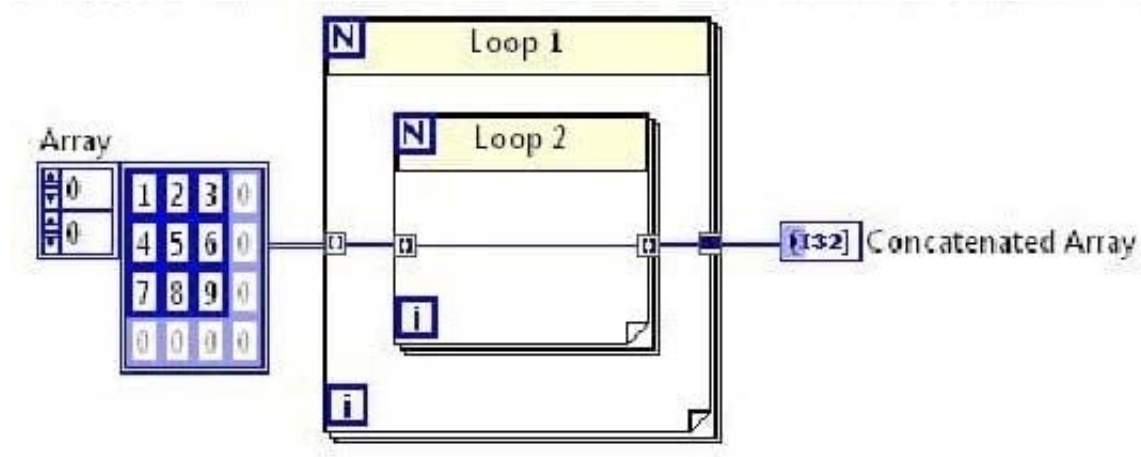 N Loop 1
N Loop 2
Array
0
0
1 2 3 0
4 5 6 0
7 8 9 0
0 0 0 0
[I32] Concatenated Array
i
i